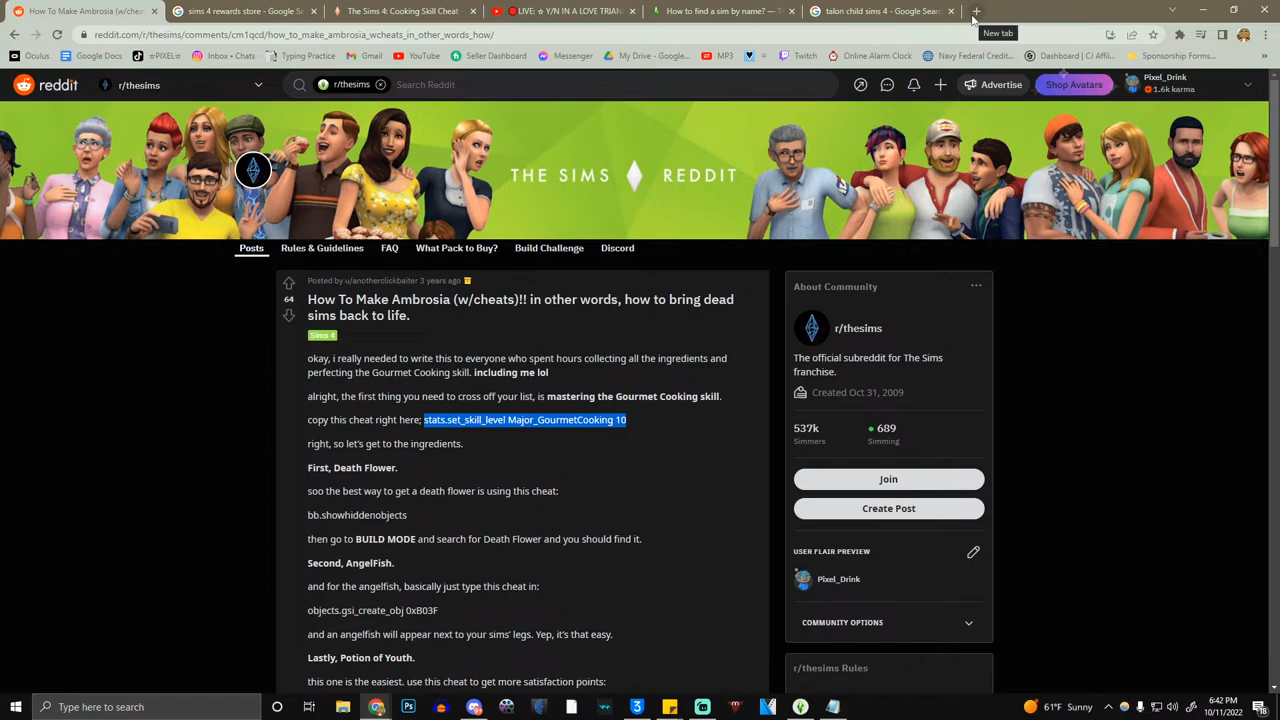 How To Make Ambrosia (w/cheats)
sims 4 rewards store - Google Se
The Sims 4: Cooking Skill Cheat
LIVE: ☆ Y/N IN A LOVE TRIAN
How to find a sim by name? —
talon child sims 4 - Google Sear
New tab
reddit.com/r/thesims/comments/cm1qcd/how_to_make_ambrosia_wcheats_in_other_words_how/
Oculus
Docs
TikTok
☆PIXEL☆
Inbox • Chats
Typing Practice
Gmail
YouTube
BetterDiscord
Messenger
My Drive - Google...
MP3
Twitch
Online Alarm Clock
Navy Federal Credit...
Dashboard | CJ Affil...
Sponsorship Forms...
reddit
r/thesims
r/thesims
Search Reddit
Advertise
Shop Avatars
Pixel_Drink
1.6k karma
THE SIMS REDDIT
Posts
Rules & Guidelines
FAQ
What Pack to Buy?
Build Challenge
Discord
Posted by u/anotherclickbaiter 3 years ago
64
How To Make Ambrosia (w/cheats)!! in other words, how to bring dead
sims back to life.
Sims 4
okay, i really needed to write this to everyone who spent hours collecting all the ingredients and
perfecting the Gourmet Cooking skill. including me lol
alright, the first thing you need to cross off your list, is mastering the Gourmet Cooking skill.
copy this cheat right here; stats.set_skill_level Major_GourmetCooking 10
right, so let's get to the ingredients.
First, Death Flower.
soo the best way to get a death flower is using this cheat:
bb.showhiddenobjects
then go to BUILD MODE and search for Death Flower and you should find it.
Second, AngelFish.
and for the angelfish, basically just type this cheat in:
objects.gsi_create_obj 0xB03F
and an angelfish will appear next to your sims' legs. Yep, it's that easy.
Lastly, Potion of Youth.
this one is the easiest. use this cheat to get more satisfaction points:
About Community
r/thesims
The official subreddit for The Sims
franchise.
Created Oct 31, 2009
537k
689
Simmers
Simming
Join
Create Post
USER FLAIR PREVIEW
Pixel_Drink
COMMUNITY OPTIONS
r/thesims Rules
Type here to search
61°F Sunny
6:42 PM
10/11/2022
18